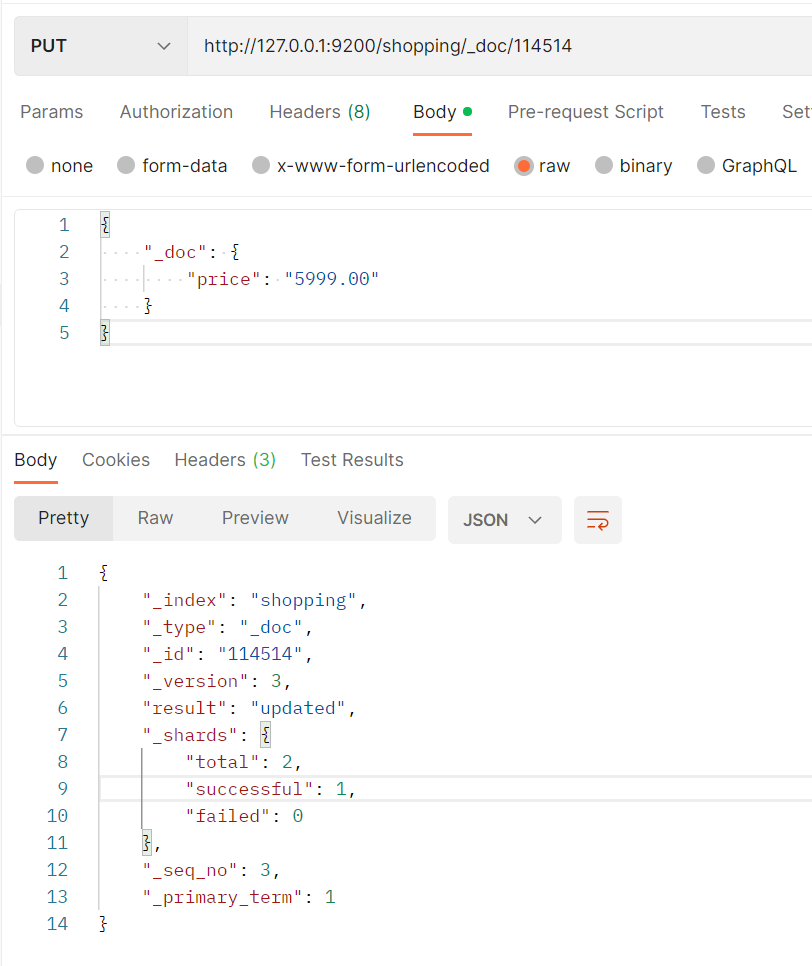 PUT http://127.0.0.1:9200/shopping/_doc/114514
Params Authorization Headers (8) Body Pre-request Script Tests Set
none form-data x-www-form-urlencoded raw binary GraphQL
1 {
2 "_doc": {
3 "price": "5999.00"
4 }
5 }
Body Cookies Headers (3) Test Results
Pretty Raw Preview Visualize JSON
1 {
2 "_index": "shopping",
3 "_type": "_doc",
4 "_id": "114514",
5 "_version": 3,
6 "result": "updated",
7 "_shards": {
8 "total": 2,
9 "successful": 1,
10 "failed": 0
11 },
12 "_seq_no": 3,
13 "_primary_term": 1
14 }